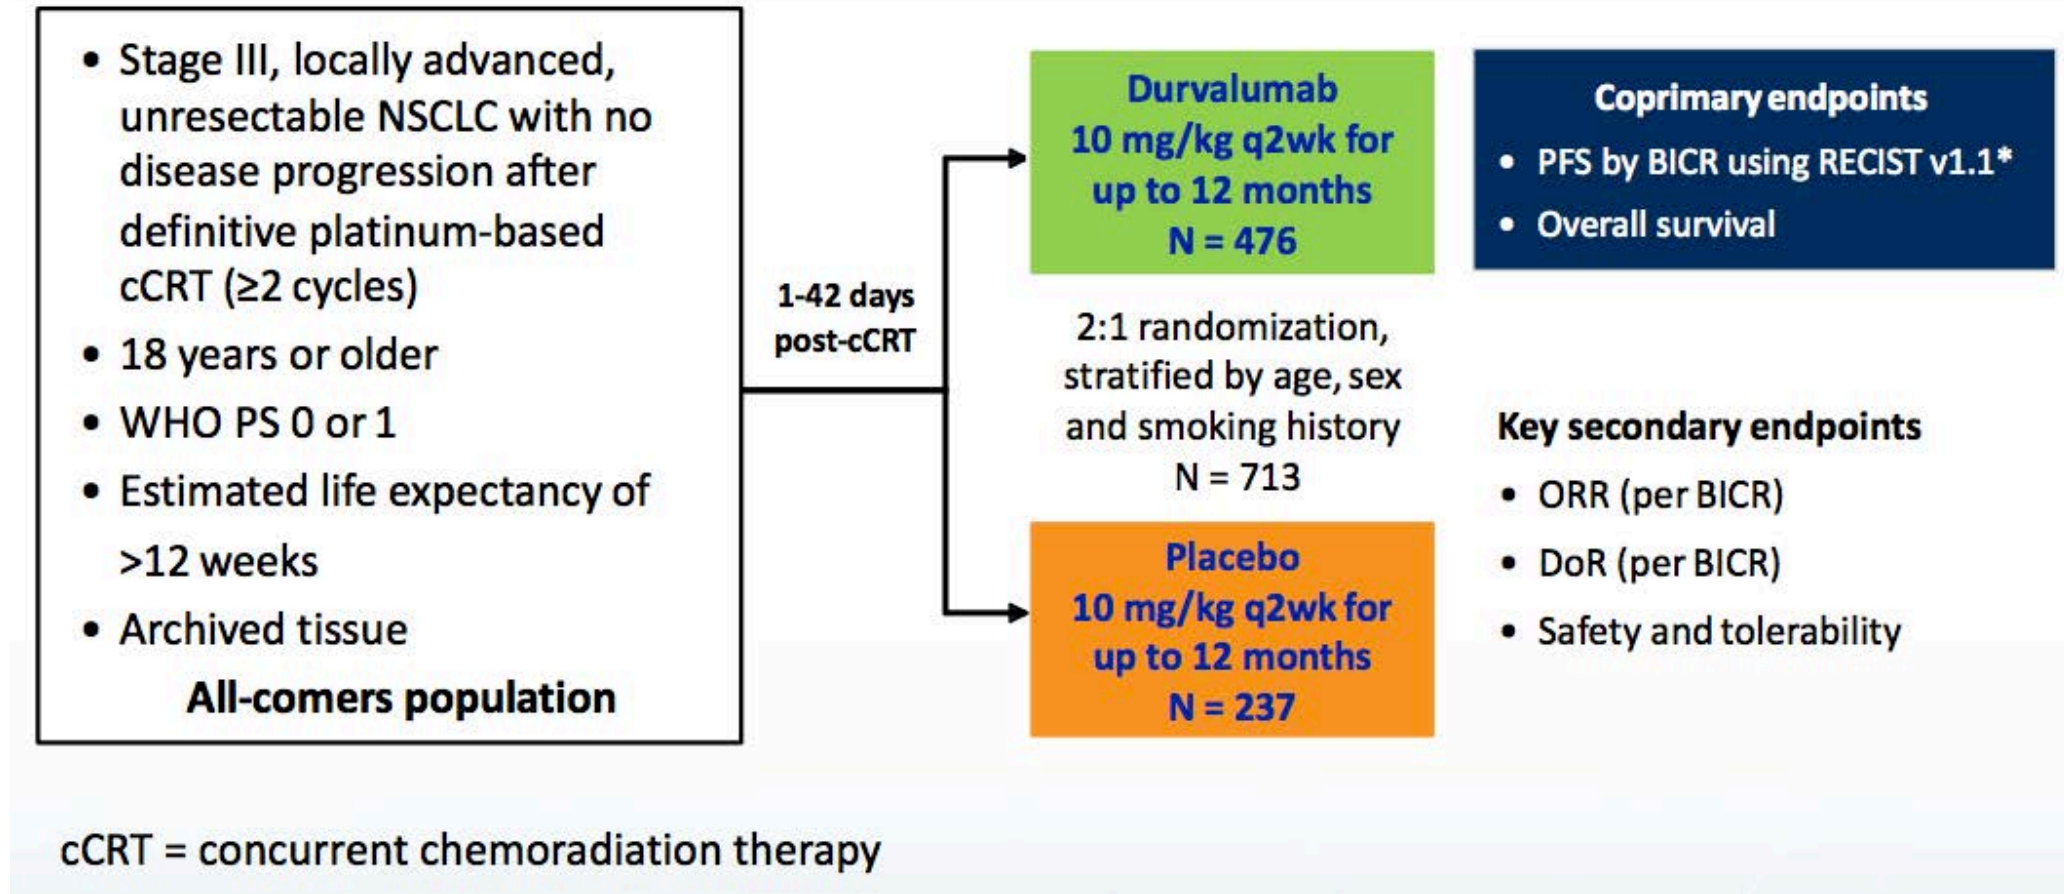 • Stage III, locally advanced,
unresectable NSCLC with no
disease progression after
definitive platinum-based
cCRT (≥2 cycles)
• 18 years or older
• WHO PS 0 or 1
• Estimated life expectancy of
>12 weeks
• Archived tissue
All-comers population
1-42 days
post-cCRT
Durvalumab
10 mg/kg q2wk for
up to 12 months
N = 476
2:1 randomization,
stratified by age, sex
and smoking history
N = 713
Placebo
10 mg/kg q2wk for
up to 12 months
N = 237
Coprimary endpoints
• PFS by BICR using RECIST v1.1*
• Overall survival
Key secondary endpoints
• ORR (per BICR)
• DoR (per BICR)
• Safety and tolerability
cCRT = concurrent chemoradiation therapy